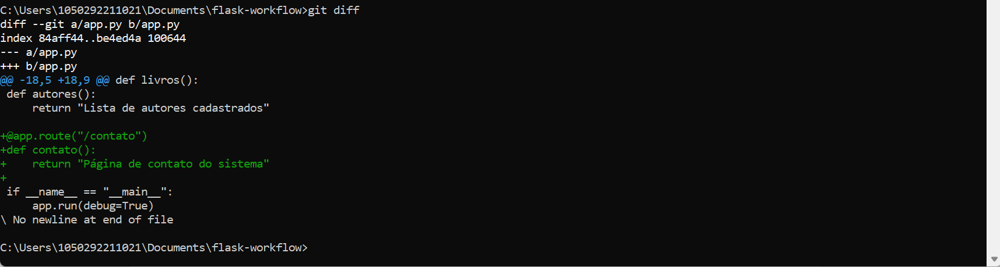 C:\Users\1050292211021\Documents\flask-workflow>git diff
diff --git a/app.py b/app.py
index 84aff44..be4ed4a 100644
--- a/app.py
+++ b/app.py
@@ -18,5 +18,9 @@ def livros():
 def autores():
     return "Lista de autores cadastrados"

+@app.route("/contato")
+def contato():
+    return "Página de contato do sistema"
+
 if __name__ == "__main__":
     app.run(debug=True)
\ No newline at end of file

C:\Users\1050292211021\Documents\flask-workflow>